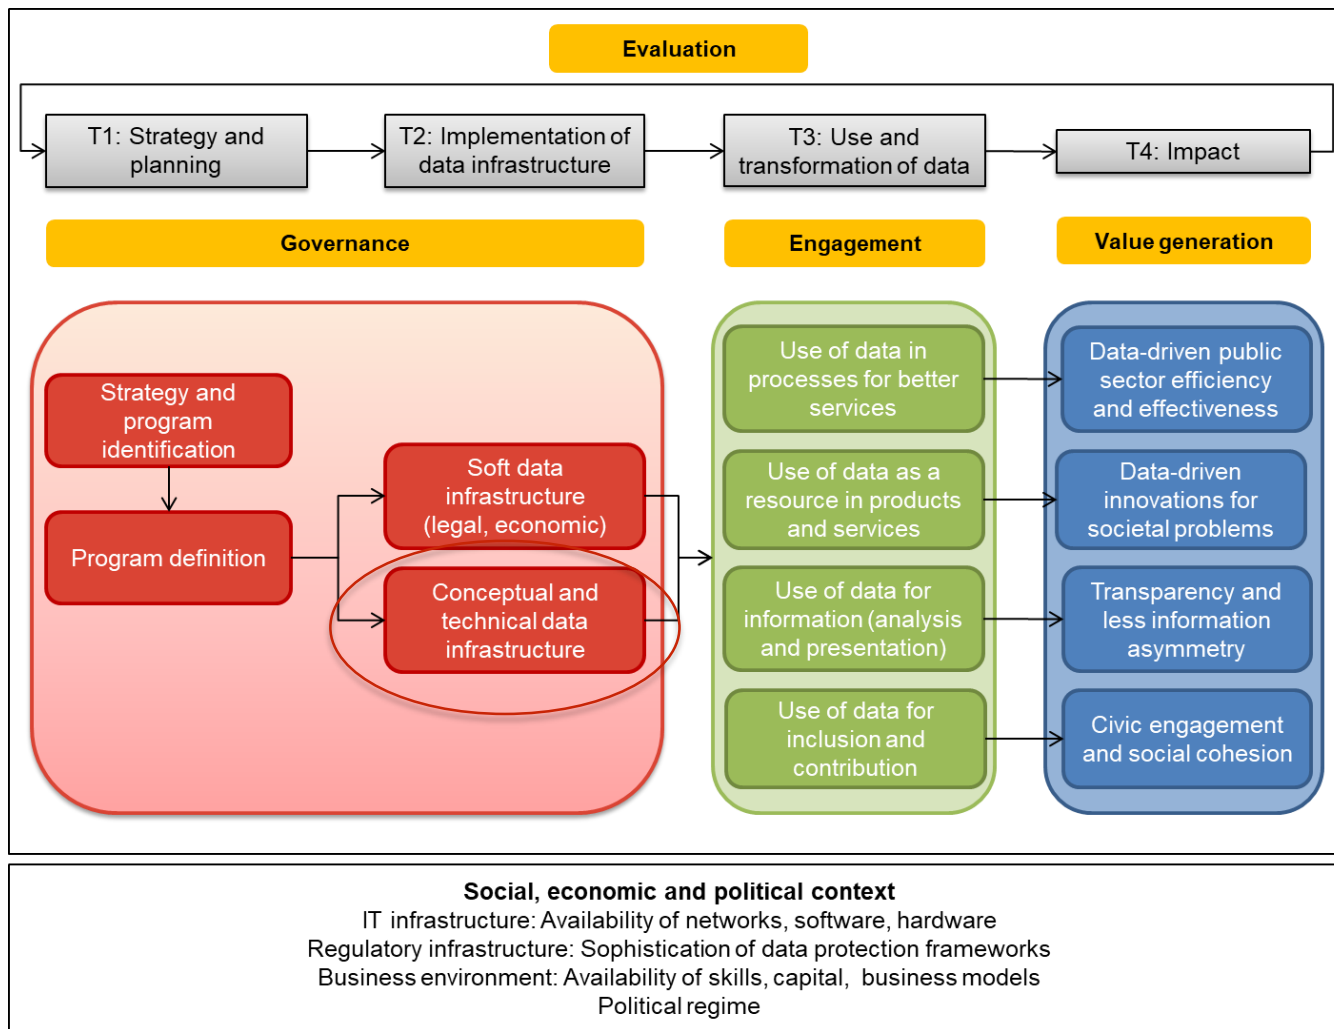 Evaluation
T1: Strategy and
planning
T2: Implementation of
data infrastructure
T3: Use and
transformation of data
T4: Impact
Governance
Engagement
Value generation
Strategy and
program
identification
Program definition
Soft data
infrastructure
(legal, economic)
Conceptual and
technical data
infrastructure
Use of data in
processes for better
services
Use of data as a
resource in products
and services
Use of data for
information (analysis
and presentation)
Use of data for
inclusion and
contribution
Data-driven public
sector efficiency
and effectiveness
Data-driven
innovations for
societal problems
Transparency and
less information
asymmetry
Civic engagement
and social cohesion
Social, economic and political context
IT infrastructure: Availability of networks, software, hardware
Regulatory infrastructure: Sophistication of data protection frameworks
Business environment: Availability of skills, capital, business models
Political regime